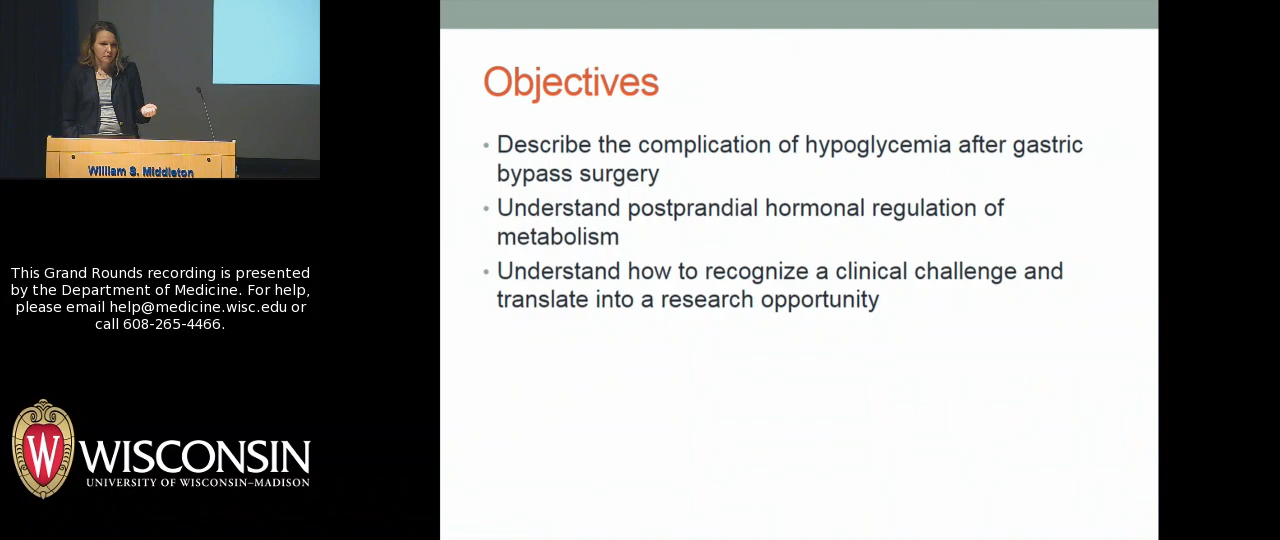 William S. Middleton
This Grand Rounds recording is presented
by the Department of Medicine. For help,
please email help@medicine.wisc.edu or
call 608-265-4466.
W
WISCONSIN
UNIVERSITY OF WISCONSIN–MADISON
Objectives
• Describe the complication of hypoglycemia after gastric
bypass surgery
• Understand postprandial hormonal regulation of
metabolism
• Understand how to recognize a clinical challenge and
translate into a research opportunity